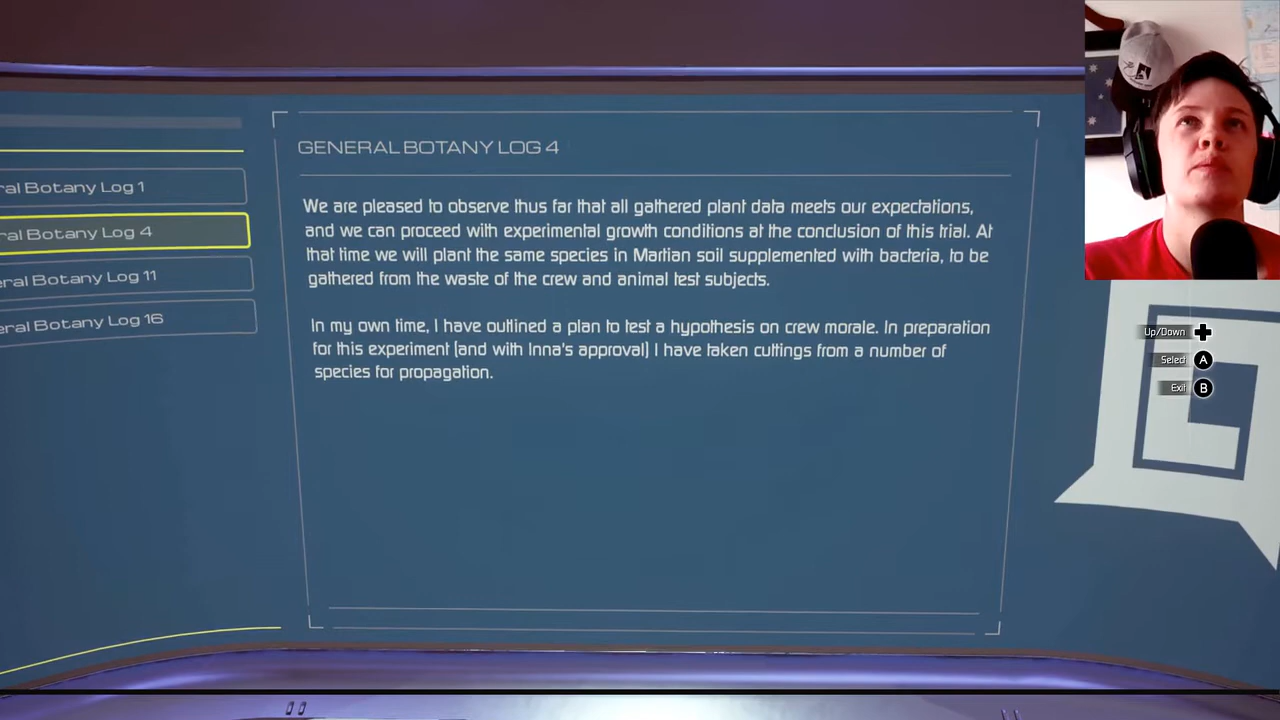 GENERAL BOTANY LOG 4
ral Botany Log 1
ral Botany Log 4
eral Botany Log 11
eral Botany Log 16
We are pleased to observe thus far that all gathered plant data meets our expectations,
and we can proceed with experimental growth conditions at the conclusion of this trial. At
that time we will plant the same species in Martian soil supplemented with bacteria, to be
gathered from the waste of the crew and animal test subjects.
In my own time, I have outlined a plan to test a hypothesis on crew morale. In preparation
for this experiment (and with Inna's approval) I have taken cuttings from a number of
species for propagation.
Up/Down
Select A
Exit B